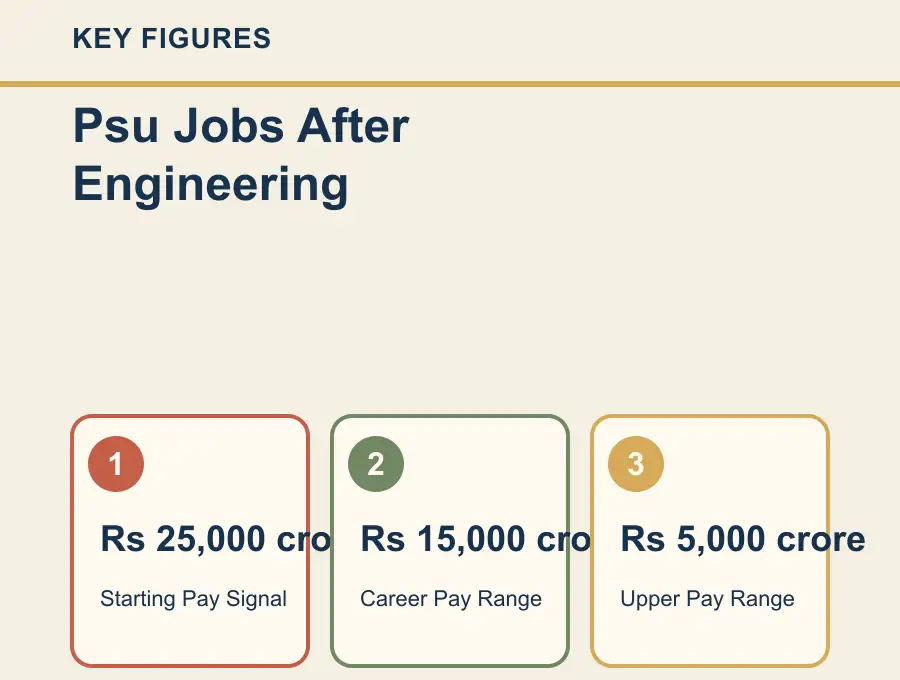 KEY FIGURES
Psu Jobs After
Engineering
1
2
3
Rs 25,000 cro
Rs 15,000 cro
Rs 5,000 crore
Starting Pay Signal
Career Pay Range
Upper Pay Range